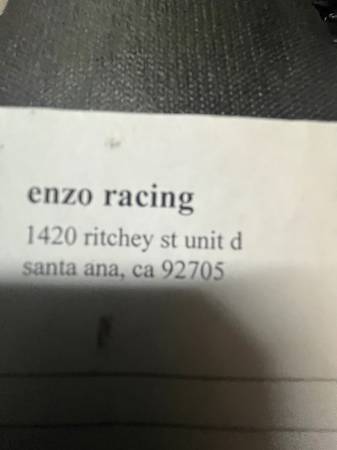 enzo racing
1420 ritchey st unit d
santa ana, ca 92705